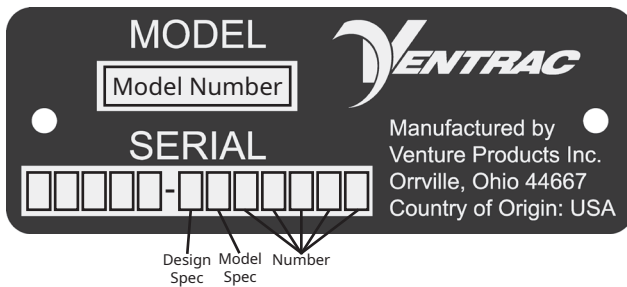 MODEL
Model Number
VENTRAC
SERIAL
-
Manufactured by
Venture Products Inc.
Orrville, Ohio 44667
Country of Origin: USA
Design Spec
Model Spec
Number